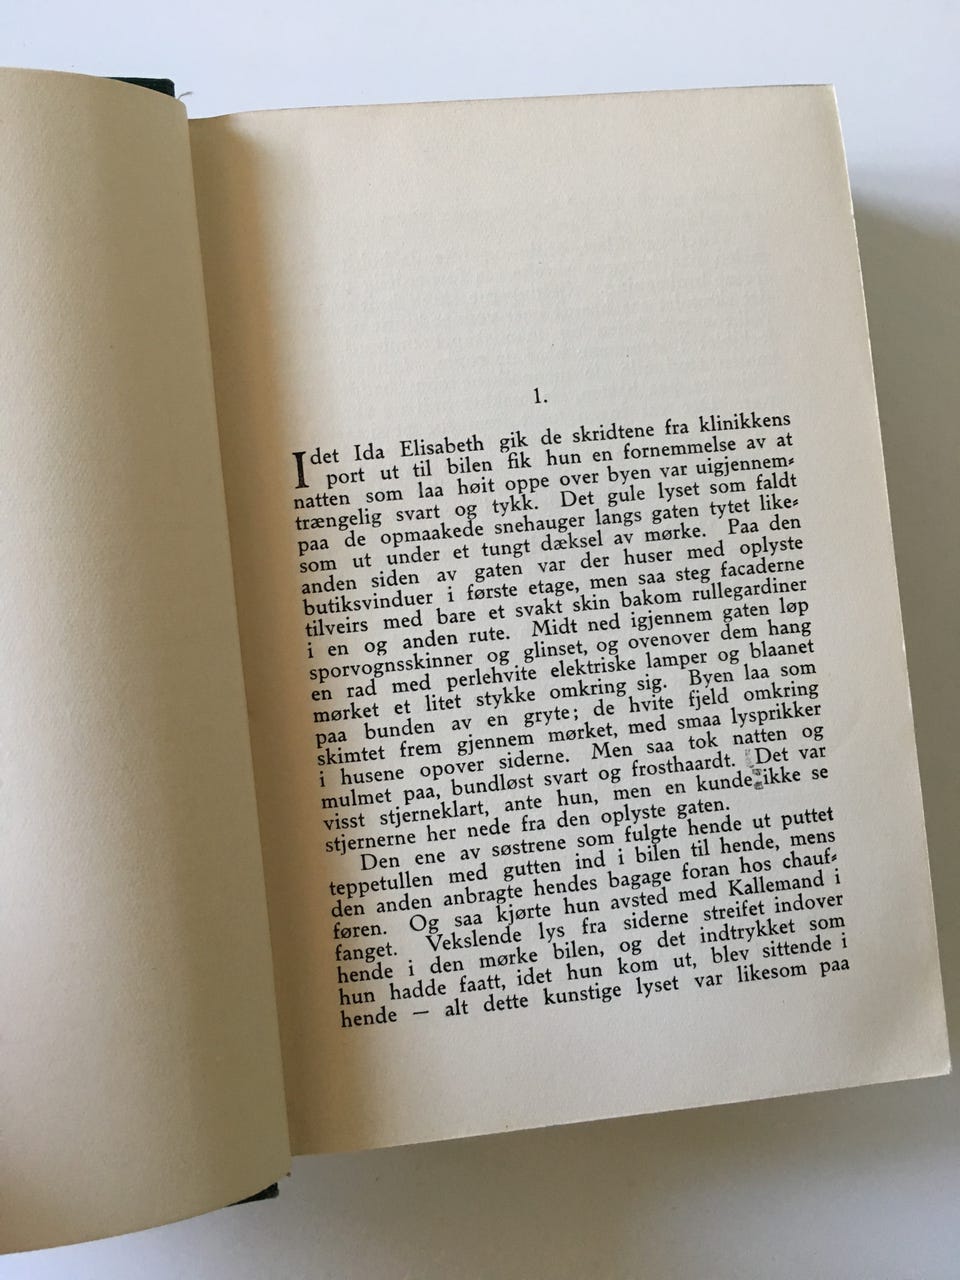 1.
Idet Ida Elisabeth gik de skridtene fra klinikkens
port ut til bilen fik hun en fornemmelse av at
natten som laa høit oppe over byen var uigjennem-
trængelig svart og tykk. Det gule lyset som faldt
paa de opmaakede snehauger langs gaten tytet like-
som ut under et tungt dæksel av mørke. Paa den
anden siden av gaten var der huser med oplyste
butiksvinduer i første etage, men saa steg facaderne
tilveirs med bare et svakt skin bakom rullegardiner
i en og anden rute. Midt ned igjennem gaten løp
sporvognsskinner og glinset, og ovenover dem hang
en rad med perlehvite elektriske lamper og blaanet
mørket et litet stykke omkring sig. Byen laa som
paa bunden av en gryte; de hvite fjeld omkring
skimtet frem gjennem mørket, med smaa lysprikker
i husene opover siderne. Men saa tok natten og
mulmet paa, bundløst svart og frosthaardt. Det var
visst stjerneklart, ante hun, men en kunde ikke se
stjernerne her nede fra den oplyste gaten.
Den ene av søstrene som fulgte hende ut puttet
teppetullen med gutten ind i bilen til hende, mens
den anden anbragte hendes bagage foran hos chauf-
føren. Og saa kjørte hun avsted med Kallemand i
fanget. Vekslende lys fra siderne streifet indover
hende i den mørke bilen, og det indtrykket som
hun hadde faatt, idet hun kom ut, blev sittende i
hende — alt dette kunstige lyset var likesom paa